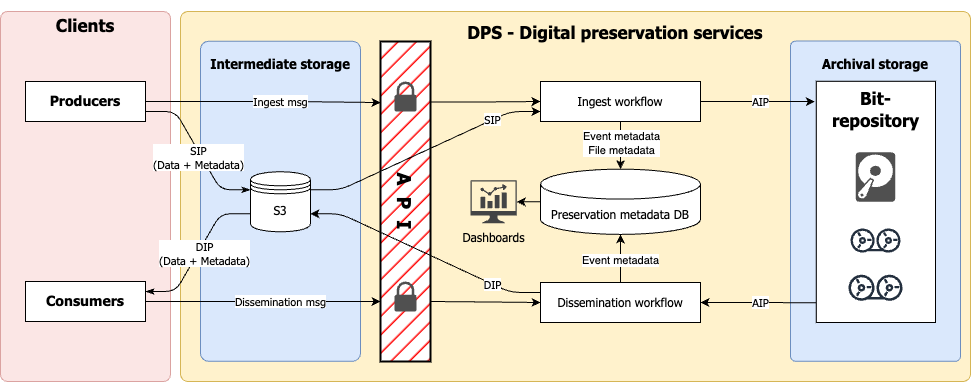 Clients
DPS - Digital preservation services
Intermediate storage
Archival storage
Producers
Ingest msg
Ingest workflow
AIP
Bit-
repository
SIP
SIP
(Data + Metadata)
Event metadata
File metadata
S3
API
Preservation metadata DB
Dashboards
DIP
(Data + Metadata)
Event metadata
DIP
Consumers
Dissemination msg
Dissemination workflow
AIP